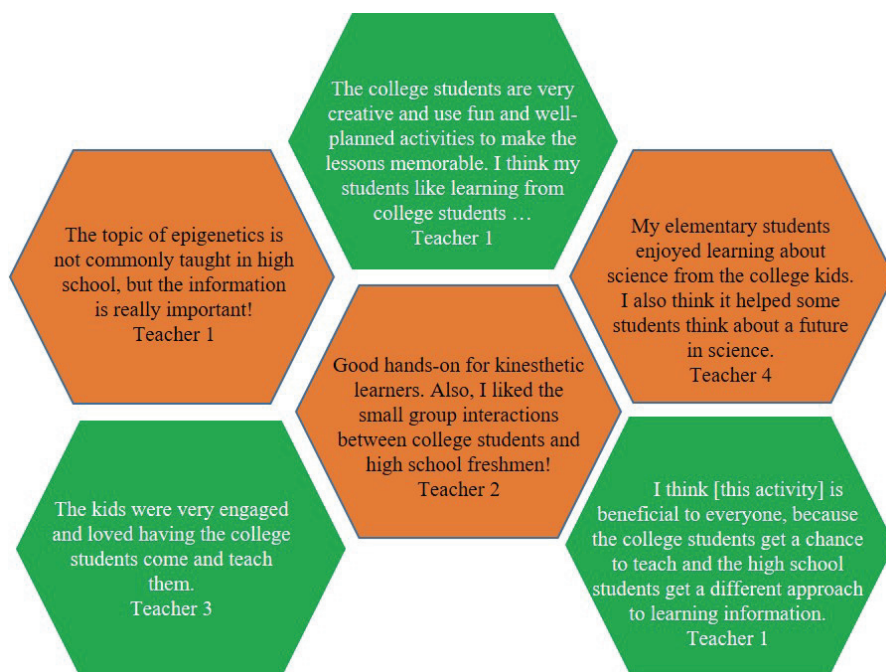 The college students are very
creative and use fun and well-
planned activities to make the
lessons memorable. I think my
students like learning from
college students …
Teacher 1
The topic of epigenetics is
not commonly taught in high
school, but the information
is really important!
Teacher 1
My elementary students
enjoyed learning about
science from the college kids.
I also think it helped some
students think about a future
in science.
Teacher 4
Good hands-on for kinesthetic
learners. Also, I liked the
small group interactions
between college students and
high school freshmen!
Teacher 2
The kids were very engaged
and loved having the college
students come and teach
them.
Teacher 3
I think [this activity] is
beneficial to everyone, because
the college students get a chance
to teach and the high school
students get a different approach
to learning information.
Teacher 1